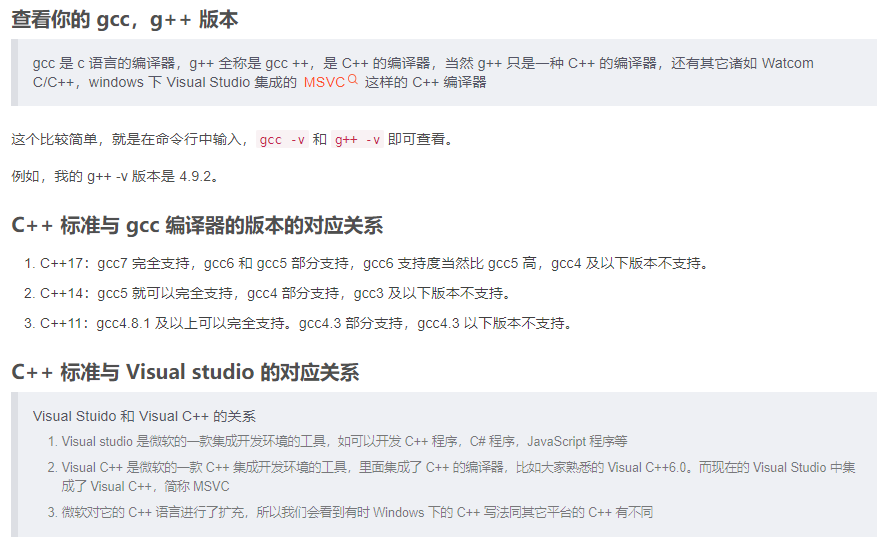 查看你的 gcc，g++ 版本
gcc 是 c 语言的编译器，g++ 全称是 gcc ++，是 C++ 的编译器，当然 g++ 只是一种 C++ 的编译器，还有其它诸如 Watcom
C/C++，windows 下 Visual Studio 集成的 MSVC 这样的 C++ 编译器
这个比较简单，就是在命令行中输入，gcc -v 和 g++ -v 即可查看。
例如，我的 g++ -v 版本是 4.9.2。
C++ 标准与 gcc 编译器的版本的对应关系
1. C++17：gcc7 完全支持，gcc6 和 gcc5 部分支持，gcc6 支持度当然比 gcc5 高，gcc4 及以下版本不支持。
2. C++14：gcc5 就可以完全支持，gcc4 部分支持，gcc3 及以下版本不支持。
3. C++11：gcc4.8.1 及以上可以完全支持。gcc4.3 部分支持，gcc4.3 以下版本不支持。
C++ 标准与 Visual studio 的对应关系
Visual Stuido 和 Visual C++ 的关系
1. Visual studio 是微软的一款集成开发环境的工具，如可以开发 C++ 程序，C# 程序，JavaScript 程序等
2. Visual C++ 是微软的一款 C++ 集成开发环境的工具，里面集成了 C++ 的编译器，比如大家熟悉的 Visual C++6.0。而现在的 Visual Studio 中集
成了 Visual C++，简称 MSVC
3. 微软对它的 C++ 语言进行了扩充，所以我们会看到有时 Windows 下的 C++ 写法同其它平台的 C++ 有不同